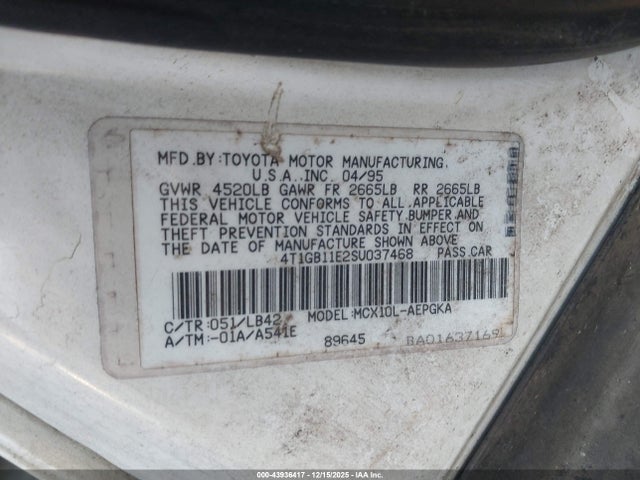 MFD.BY:TOYOTA MOTOR MANUFACTURING,
U.S.A.,INC. 04/95
GVWR 4520LB GAWR FR 2665LB RR 2665LB
THIS VEHICLE CONFORMS TO ALL APPLICABLE
FEDERAL MOTOR VEHICLE SAFETY,BUMPER,AND
THEFT PREVENTION STANDARDS IN EFFECT ON
THE DATE OF MANUFACTURE SHOWN ABOVE
4T1GB11E2SU037468 PASS.CAR
C/TR:051/LB42 MODEL:MCX10L-AEPGKA
A/TM:-01A/A541E 89645 BA01637169
000-43936417 - 12/15/2025 - IAAI CUSTOMER